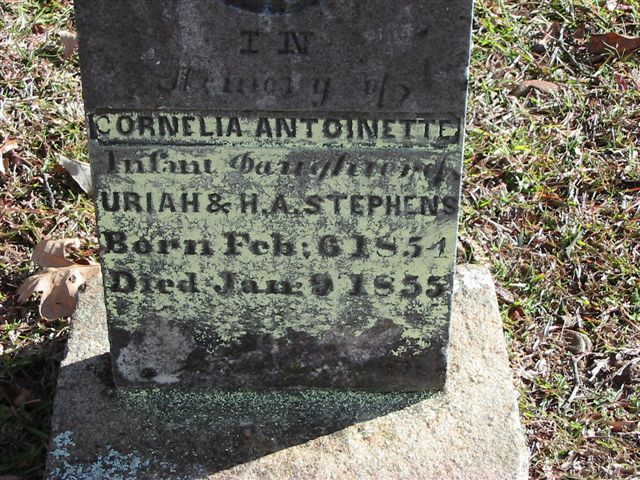 IN
Memory of
CORNELIA ANTOINETTE
Infant Daughter of
URIAH & H. A. STEPHENS
Born Feb: 6 1854
Died Jan: 9 1855